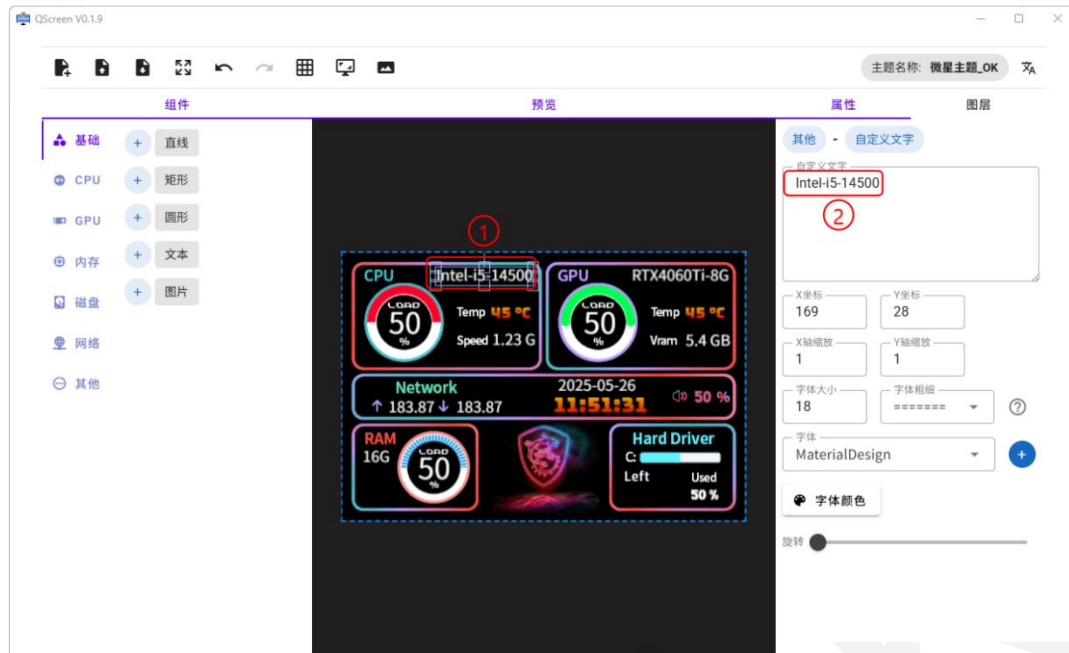 QScreen V0.1.9
主题名称: 微星主题_OK
组件
预览
属性
图层
基础
CPU
GPU
内存
磁盘
网络
其他
+ 直线
+ 矩形
+ 圆形
+ 文本
+ 图片
1
CPU Intel-i5-14500
LOAD
50
%
Temp 45 °C
Speed 1.23 G
GPU RTX4060Ti-8G
LOAD
50
%
Temp 45 °C
Vram 5.4 GB
Network
↑ 183.87 ↓ 183.87
2025-05-26
11:51:31
50 %
RAM
16G
LOAD
50
%
Hard Driver
C:
Left Used
50 %
其他 - 自定义文字
自定义文字
Intel-i5-14500
2
X坐标
169
Y坐标
28
X轴缩放
1
Y轴缩放
1
字体大小
18
字体粗细
=======
字体
MaterialDesign
+
字体颜色
旋转